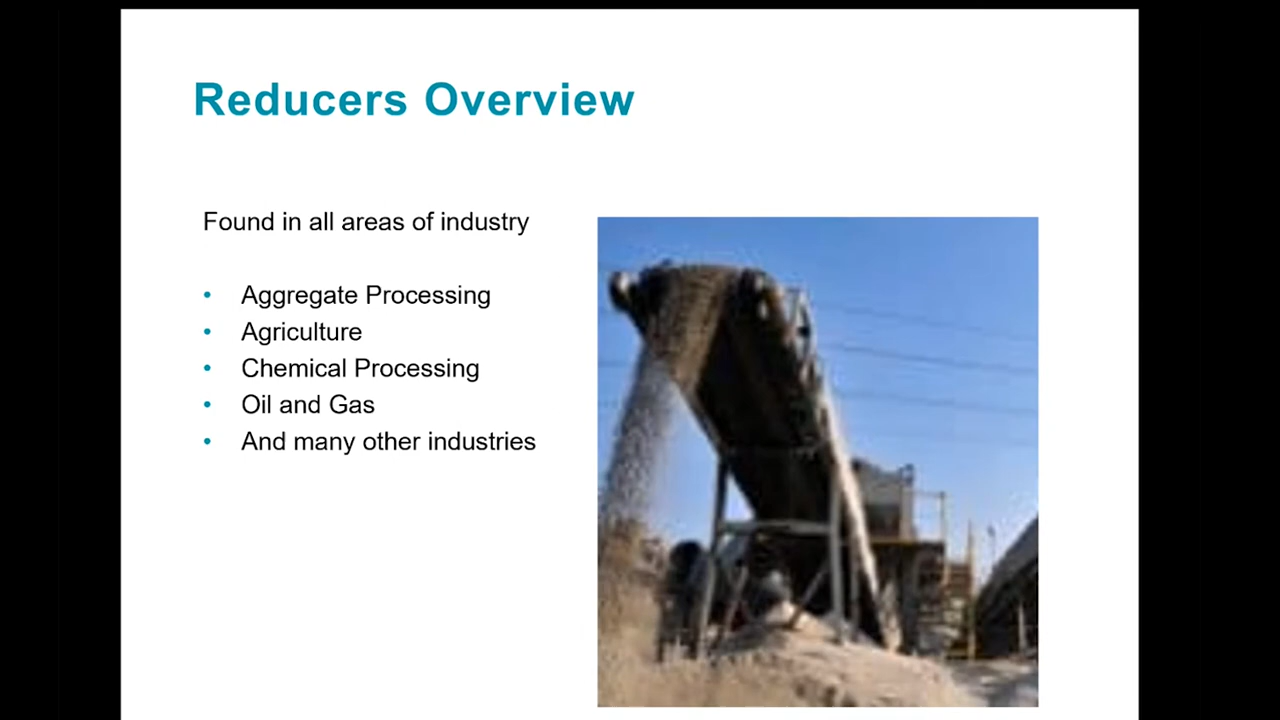 Reducers Overview
Found in all areas of industry
• Aggregate Processing
• Agriculture
• Chemical Processing
• Oil and Gas
• And many other industries